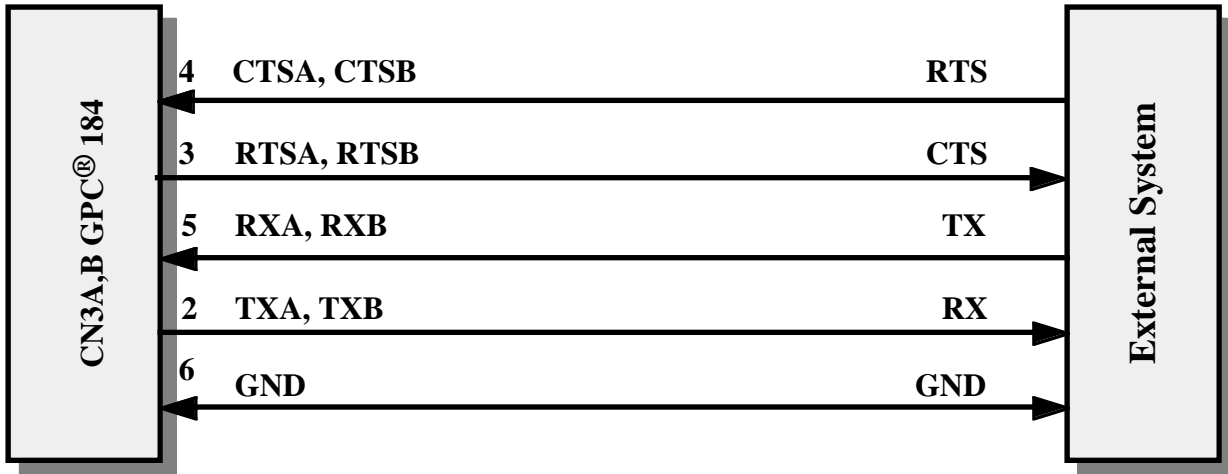 CN3A,B GPC® 184
4 CTSA, CTSB RTS
3 RTSA, RTSB CTS
5 RXA, RXB TX
2 TXA, TXB RX
6 GND GND
External System